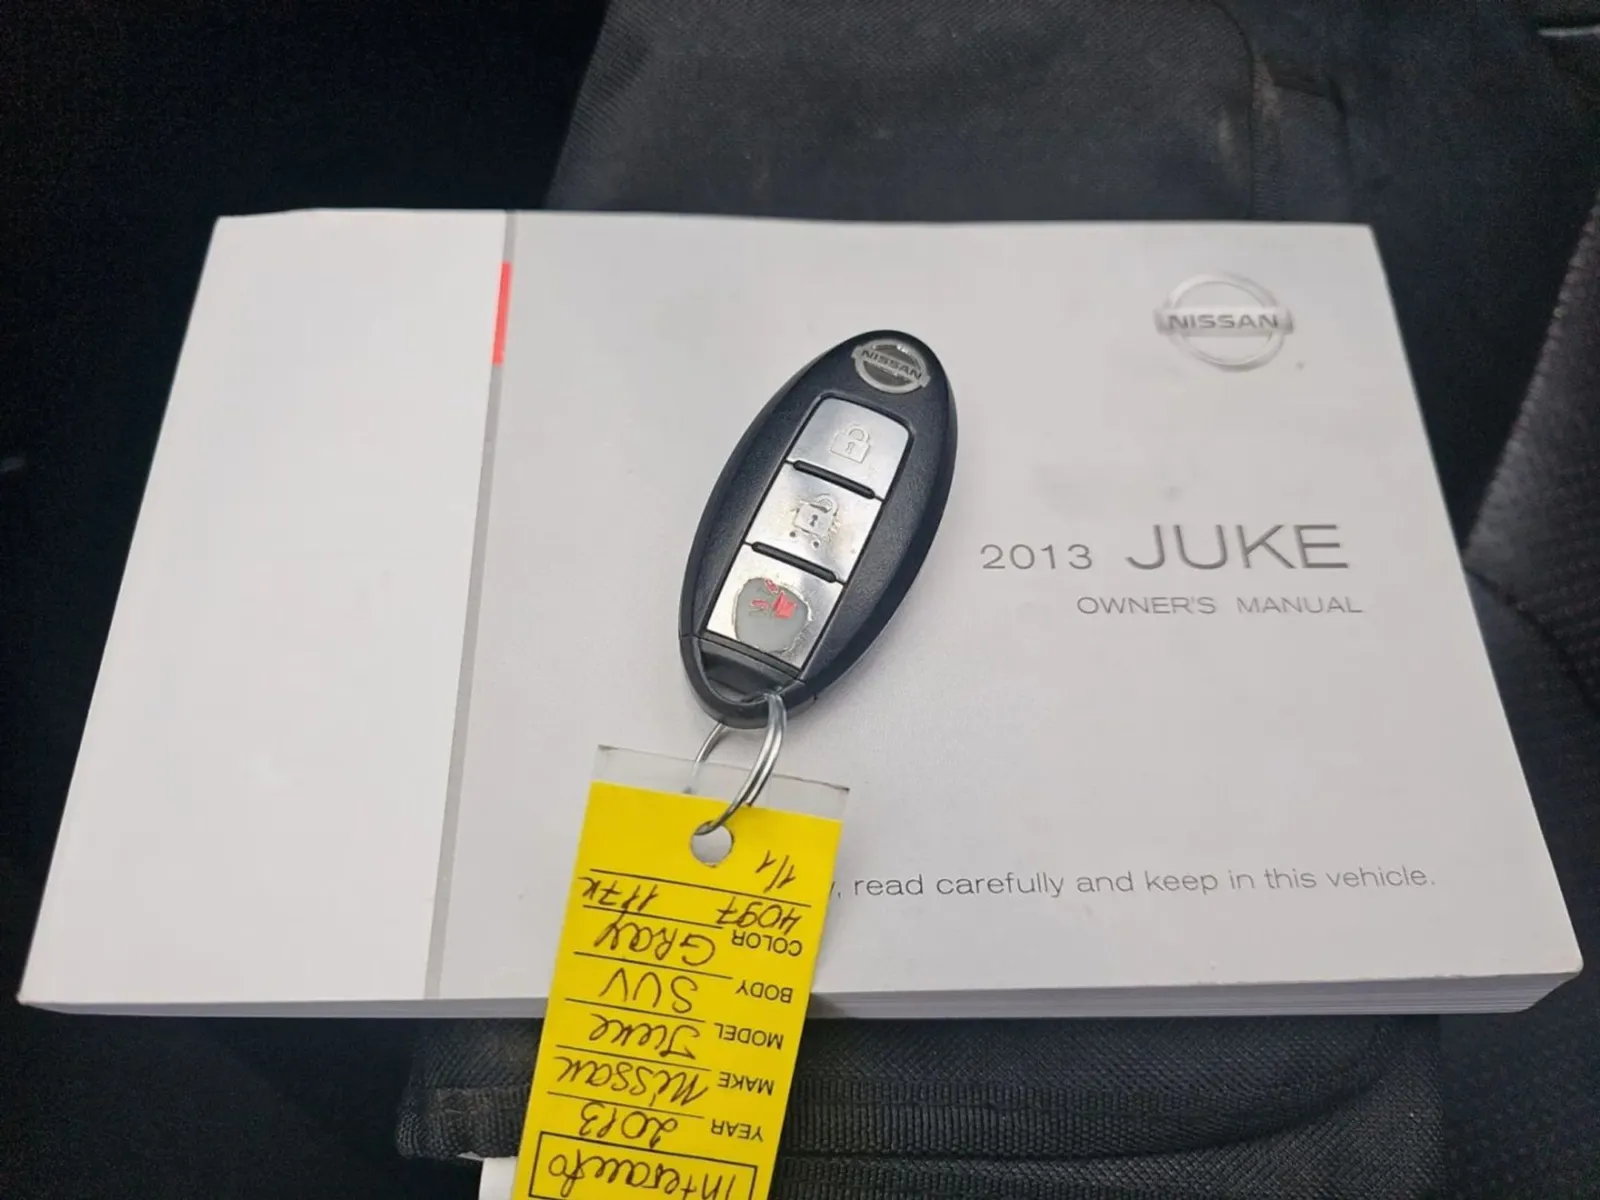 NISSAN
NISSAN
2013 JUKE
OWNER'S MANUAL
, read carefully and keep in this vehicle.
Interauto
YEAR 2013
MAKE Nissan
MODEL Juke
BODY SUV
COLOR Gray
4097 117K
1/1